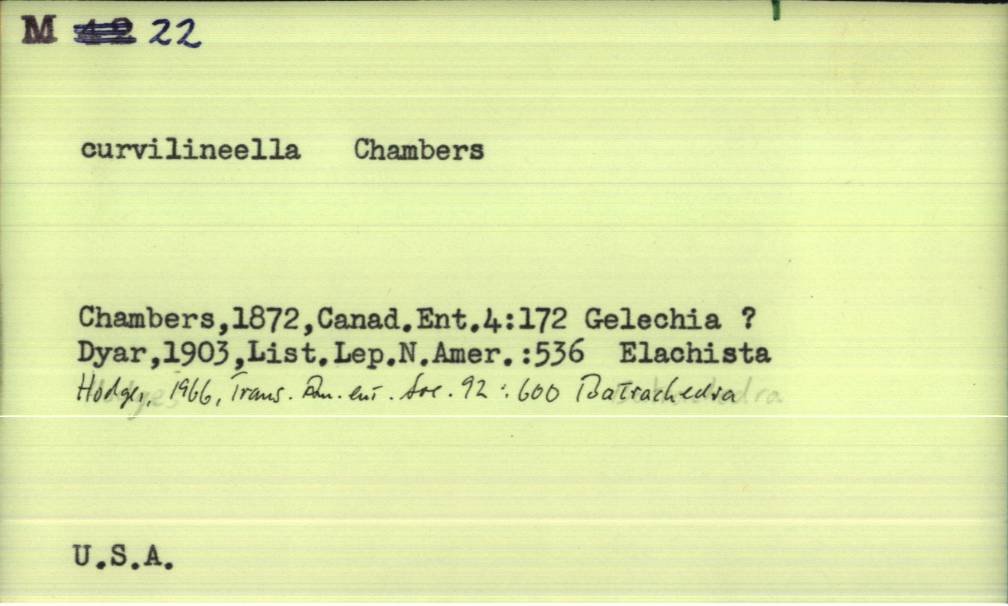 M 22
curvilineella Chambers
Chambers,1872,Canad.Ent.4:172 Gelechia ?
Dyar,1903,List.Lep.N.Amer.:536 Elachista
Hodges, 1966, Trans. Am. ent. Soc. 92 : 600 Batrachedra
U.S.A.